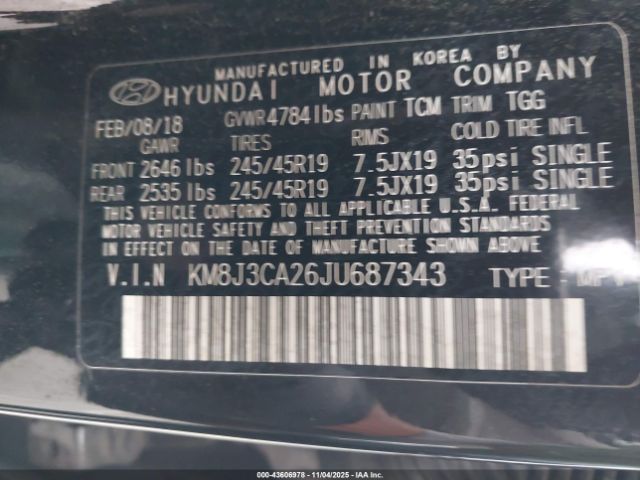 MANUFACTURED IN KOREA BY
HYUNDAI MOTOR COMPANY
FEB/08/18 GVWR 4784 lbs PAINT TCM TRIM TGG
GAWR TIRES RIMS COLD TIRE INFL
FRONT 2646 lbs 245/45R19 7.5JX19 35psi SINGLE
REAR 2535 lbs 245/45R19 7.5JX19 35psi SINGLE
THIS VEHICLE CONFORMS TO ALL APPLICABLE U.S.A. FEDERAL
MOTOR VEHICLE SAFETY AND THEFT PREVENTION STANDARDS
IN EFFECT ON THE DATE OF MANUFACTURE SHOWN ABOVE
V.I.N KM8J3CA26JU687343 TYPE : MPV
000-43606978 - 11/04/2025 - IAA Inc.